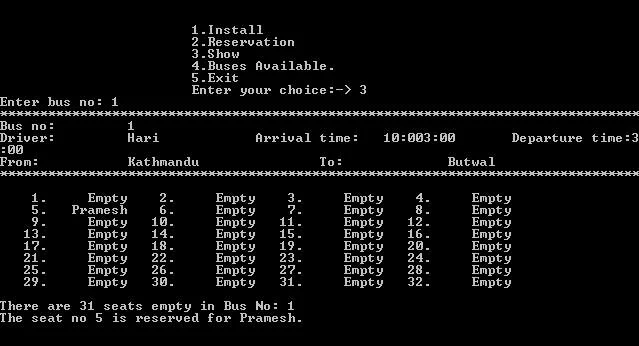 1.Install
2.Reservation
3.Show
4.Buses Available.
5.Exit
Enter your choice:-> 3
Enter bus no: 1
********************************************************************************
Bus no: 1
Driver: Hari Arrival time: 10:003:00 Departure time:3
:00
From: Kathmandu To: Butwal
********************************************************************************
1. Empty 2. Empty 3. Empty 4. Empty
5. Pramesh 6. Empty 7. Empty 8. Empty
9. Empty 10. Empty 11. Empty 12. Empty
13. Empty 14. Empty 15. Empty 16. Empty
17. Empty 18. Empty 19. Empty 20. Empty
21. Empty 22. Empty 23. Empty 24. Empty
25. Empty 26. Empty 27. Empty 28. Empty
29. Empty 30. Empty 31. Empty 32. Empty
There are 31 seats empty in Bus No: 1
The seat no 5 is reserved for Pramesh.